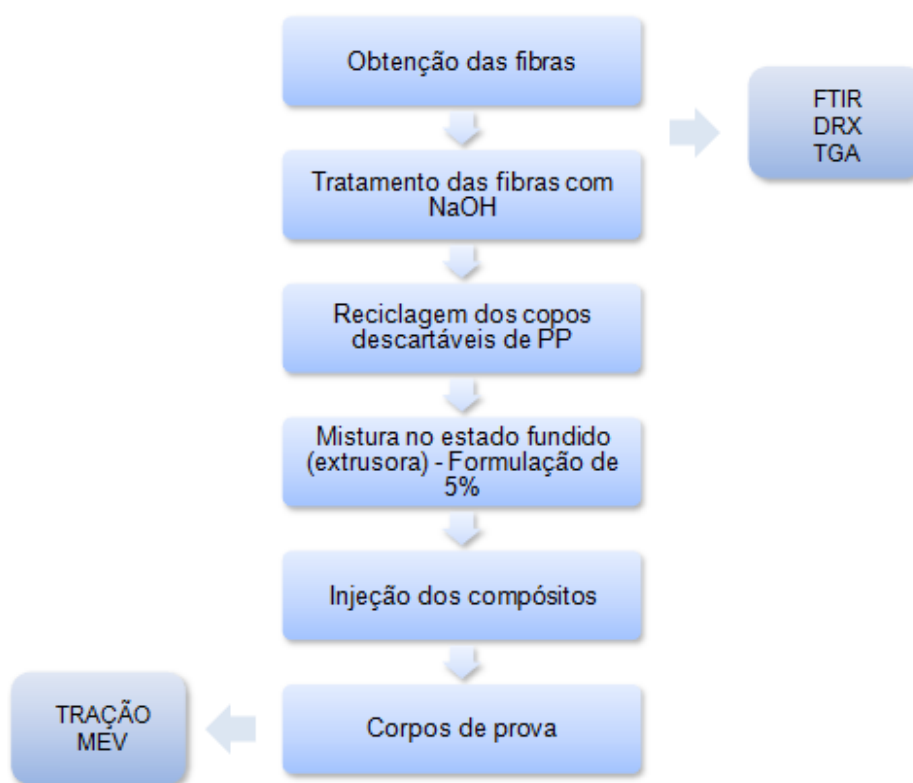 Obtenção das fibras
FTIR
DRX
TGA
Tratamento das fibras com
NaOH
Reciclagem dos copos
descartáveis de PP
Mistura no estado fundido
(extrusora) - Formulação de
5%
Injeção dos compósitos
Corpos de prova
TRAÇÃO
MEV